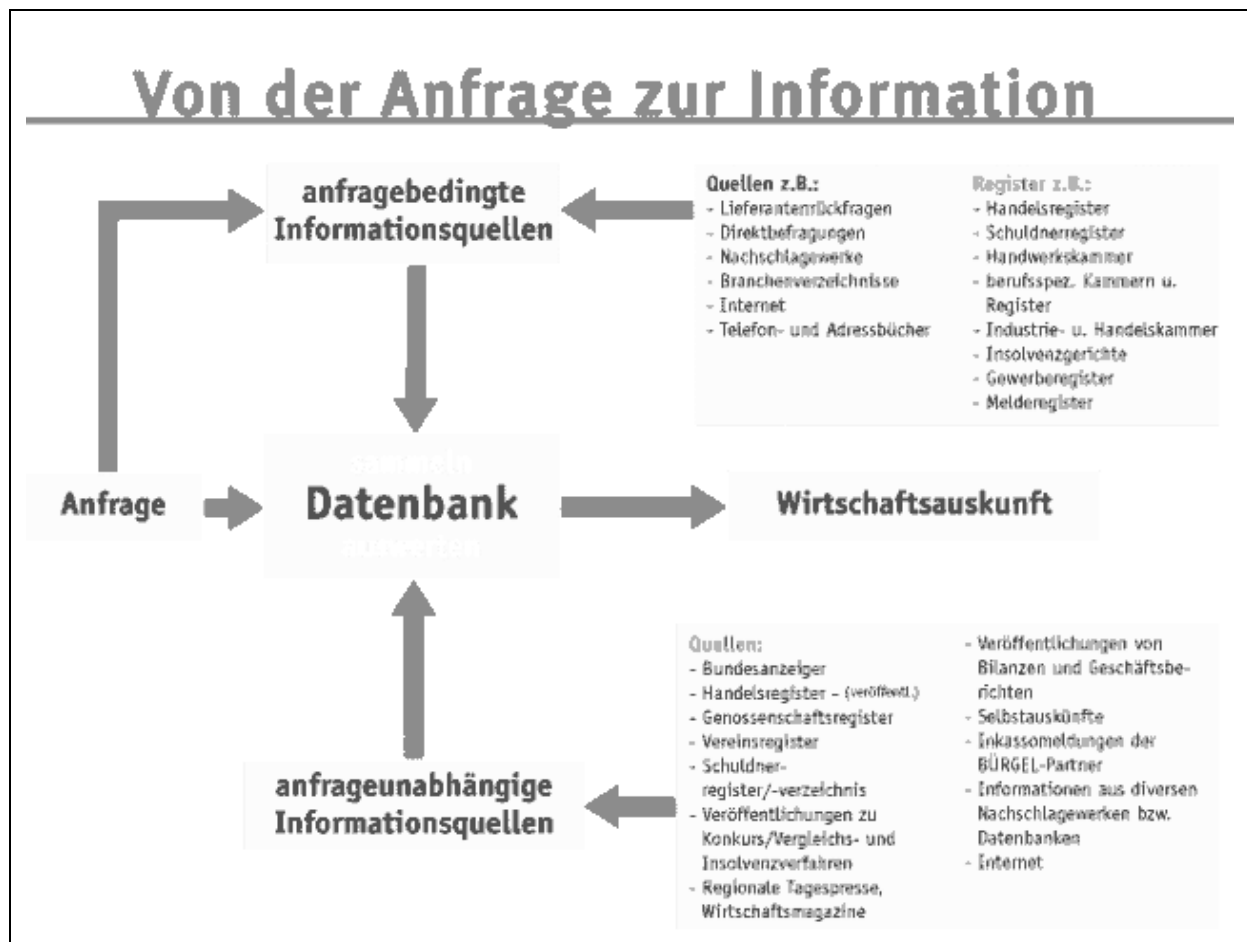 Von der Anfrage zur Information
anfragebedingte
Informationsquellen
Quellen z.B.:
- Lieferantenrückfragen
- Direktbefragungen
- Nachschlagewerke
- Branchenverzeichnisse
- Internet
- Telefon- und Adressbücher
Register z.B.:
- Handelsregister
- Schuldnerregister
- Handwerkskammer
- berufsspez. Kammern u.
Register
- Industrie- u. Handelskammer
- Insolvenzgerichte
- Gewerberegister
- Melderegister
Anfrage
sammeln
Datenbank
auswerten
Wirtschaftsauskunft
anfrageunabhängige
Informationsquellen
Quellen:
- Bundesanzeiger
- Handelsregister - (veröffentl.)
- Genossenschaftsregister
- Vereinsregister
- Schuldner-
register/-verzeichnis
- Veröffentlichungen zu
Konkurs/Vergleichs- und
Insolvenzverfahren
- Regionale Tagespresse,
Wirtschaftsmagazine
- Veröffentlichungen von
Bilanzen und Geschäftsbe-
richten
- Selbstauskünfte
- Inkassomeldungen der
BÜRGEL-Partner
- Informationen aus diversen
Nachschlagewerken bzw.
Datenbanken
- Internet